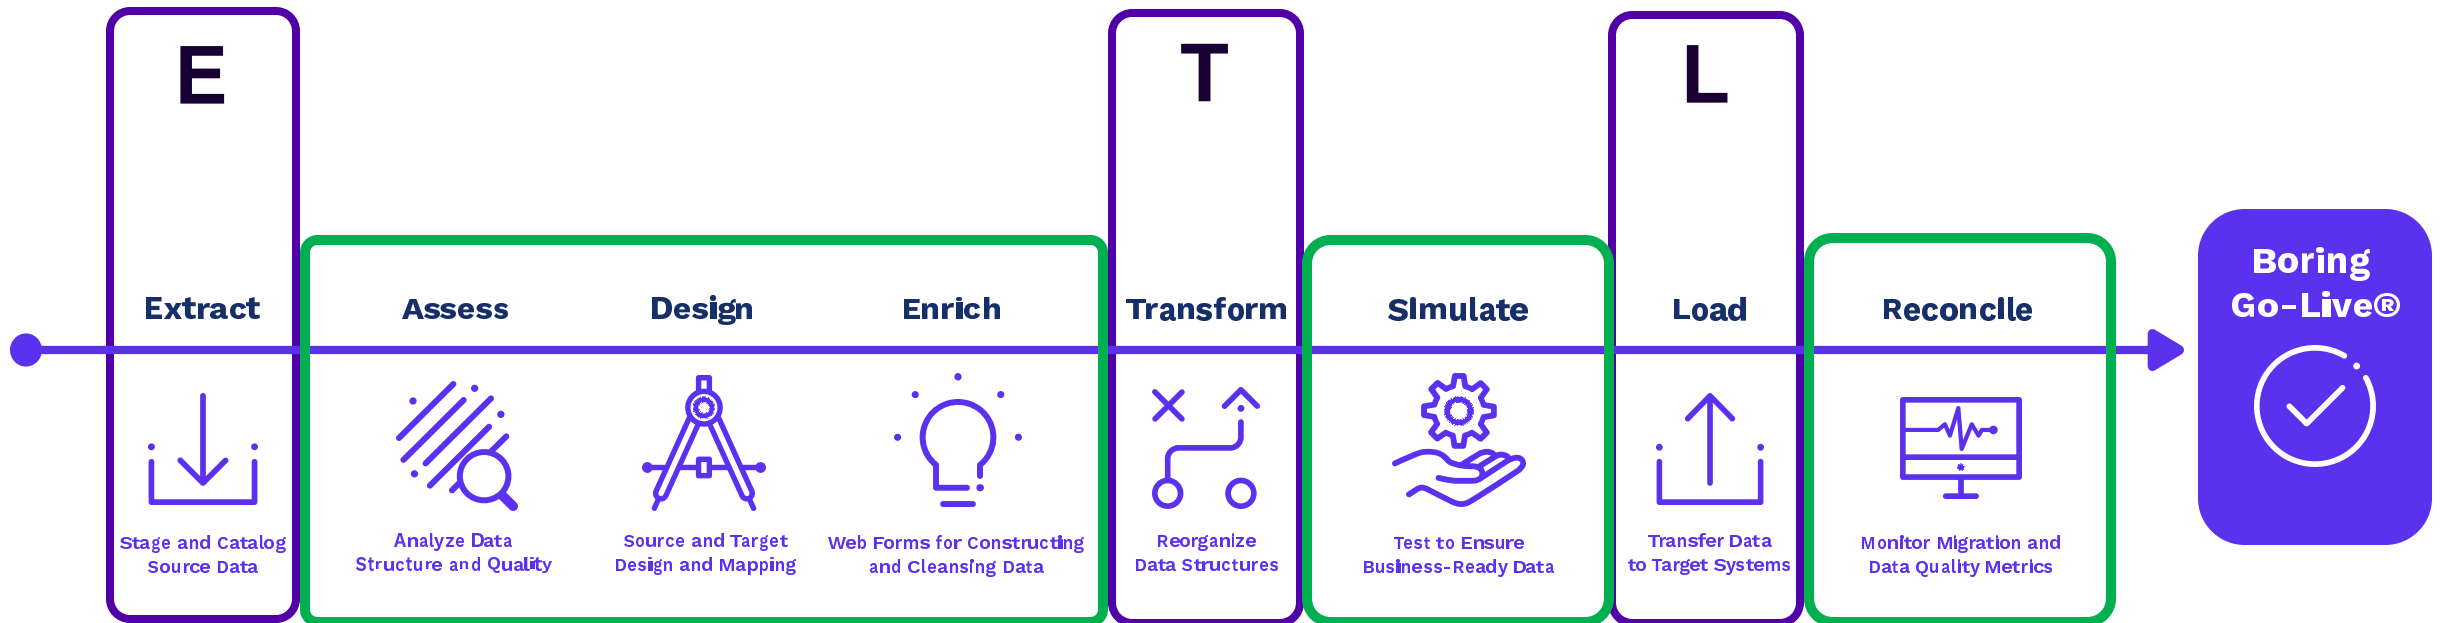 E
T
L
Extract
Assess
Design
Enrich
Transform
Simulate
Load
Reconcile
Boring
Go-Live®
Stage and Catalog
Source Data
Analyze Data
Structure and Quality
Source and Target
Design and Mapping
Web Forms for Constructing
and Cleansing Data
Reorganize
Data Structures
Test to Ensure
Business-Ready Data
Transfer Data
to Target Systems
Monitor Migration and
Data Quality Metrics